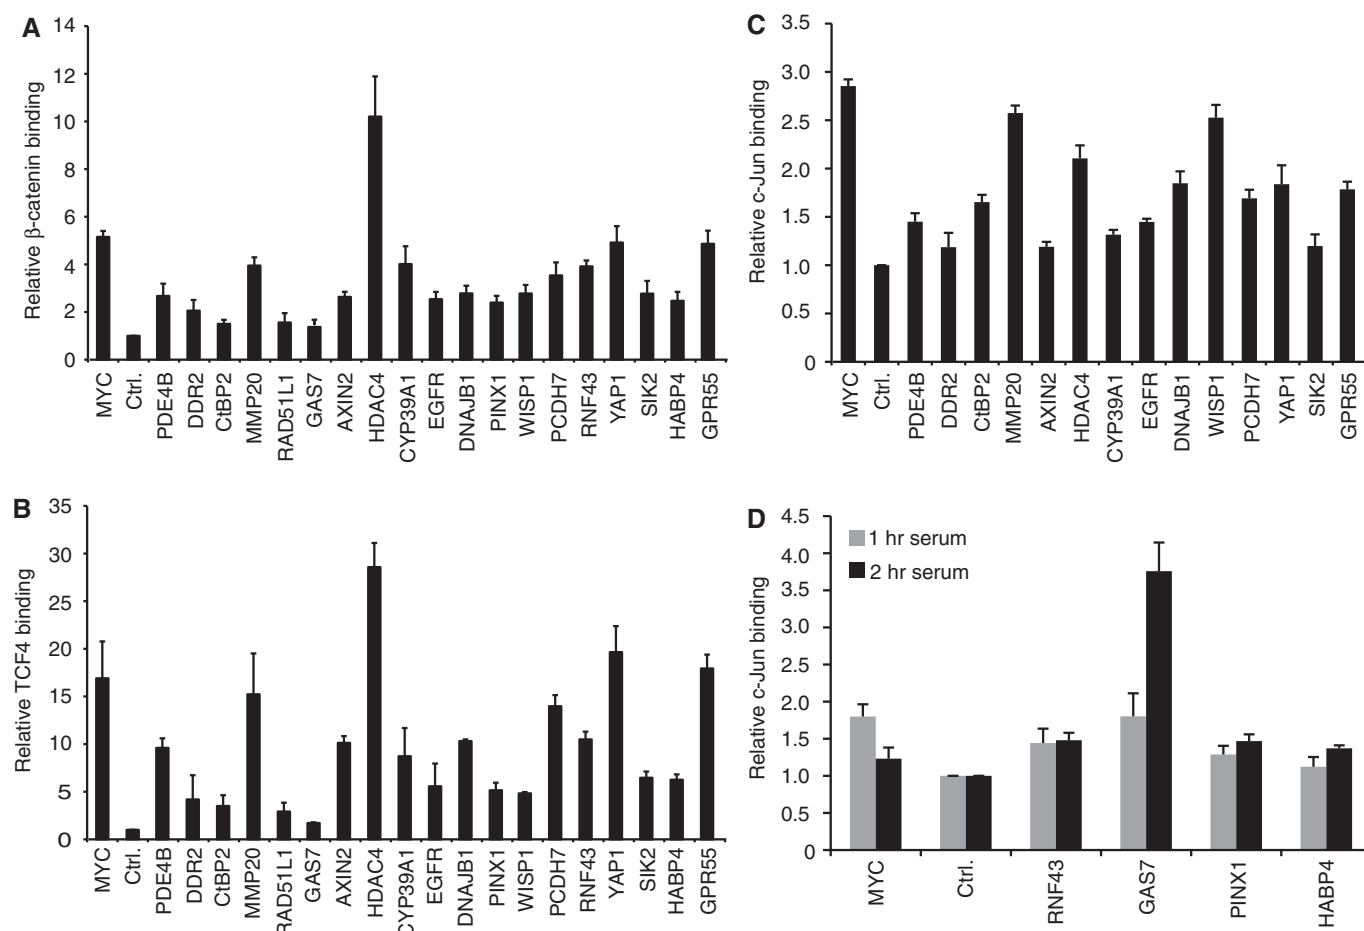 A
Relative β-catenin binding
14
12
10
8
6
4
2
0
MYC
Ctrl.
PDE4B
DDR2
CtBP2
MMP20
RAD51L1
GAS7
AXIN2
HDAC4
CYP39A1
EGFR
DNAJB1
PINX1
WISP1
PCDH7
RNF43
YAP1
SIK2
HABP4
GPR55
B
Relative TCF4 binding
35
30
25
20
15
10
5
0
MYC
Ctrl.
PDE4B
DDR2
CtBP2
MMP20
RAD51L1
GAS7
AXIN2
HDAC4
CYP39A1
EGFR
DNAJB1
PINX1
WISP1
PCDH7
RNF43
YAP1
SIK2
HABP4
GPR55
C
Relative c-Jun binding
3.5
3.0
2.5
2.0
1.5
1.0
0.5
0
MYC
Ctrl.
PDE4B
DDR2
CtBP2
MMP20
AXIN2
HDAC4
CYP39A1
EGFR
DNAJB1
WISP1
PCDH7
YAP1
SIK2
GPR55
D
Relative c-Jun binding
4.5
4.0
3.5
3.0
2.5
2.0
1.5
1.0
0.5
0
1 hr serum
2 hr serum
MYC
Ctrl.
RNF43
GAS7
PINX1
HABP4